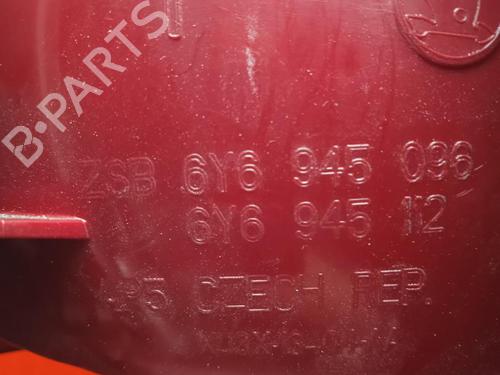 B-PARTS
ZSB 6Y6 945 096
6Y6 945 112
CZECH REP.